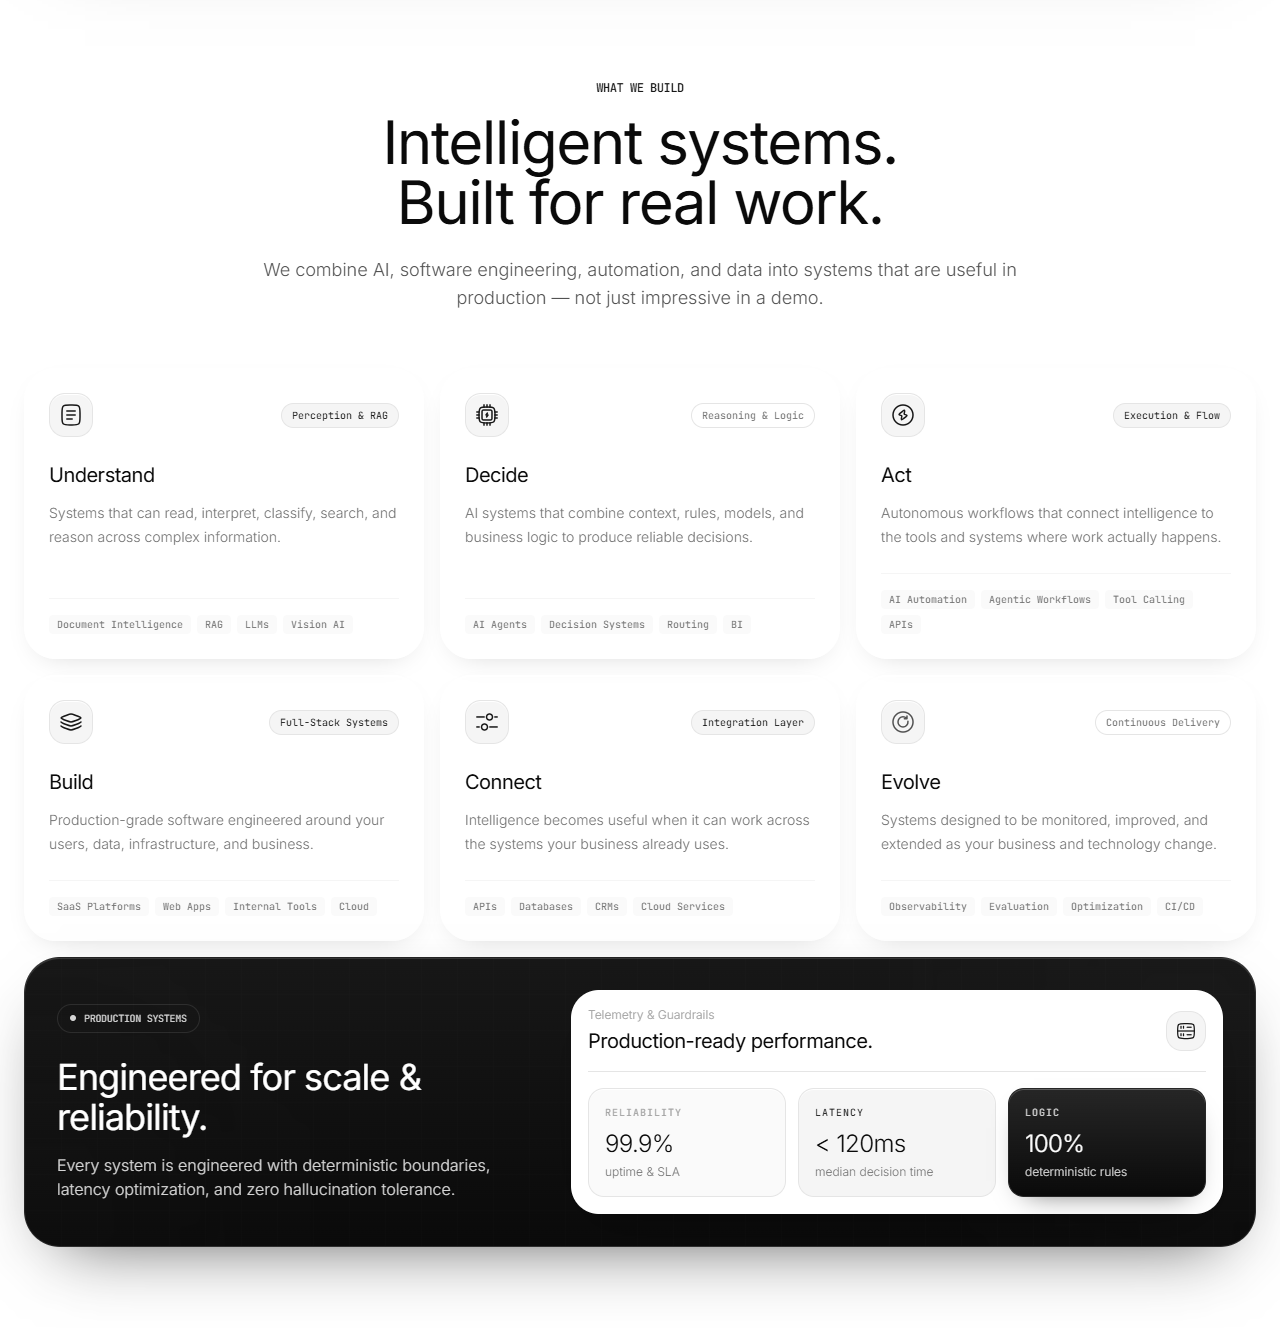 WHAT WE BUILD
Intelligent systems.
Built for real work.
We combine AI, software engineering, automation, and data into systems that are useful in
production — not just impressive in a demo.
Perception & RAG
Understand
Systems that can read, interpret, classify, search, and
reason across complex information.
Document Intelligence RAG LLMs Vision AI
Reasoning & Logic
Decide
AI systems that combine context, rules, models, and
business logic to produce reliable decisions.
AI Agents Decision Systems Routing BI
Execution & Flow
Act
Autonomous workflows that connect intelligence to
the tools and systems where work actually happens.
AI Automation Agentic Workflows Tool Calling
APIs
Full-Stack Systems
Build
Production-grade software engineered around your
users, data, infrastructure, and business.
SaaS Platforms Web Apps Internal Tools Cloud
Integration Layer
Connect
Intelligence becomes useful when it can work across
the systems your business already uses.
APIs Databases CRMs Cloud Services
Continuous Delivery
Evolve
Systems designed to be monitored, improved, and
extended as your business and technology change.
Observability Evaluation Optimization CI/CD
PRODUCTION SYSTEMS
Engineered for scale &
reliability.
Every system is engineered with deterministic boundaries,
latency optimization, and zero hallucination tolerance.
Telemetry & Guardrails
Production-ready performance.
RELIABILITY
99.9%
uptime & SLA
LATENCY
< 120ms
median decision time
LOGIC
100%
deterministic rules